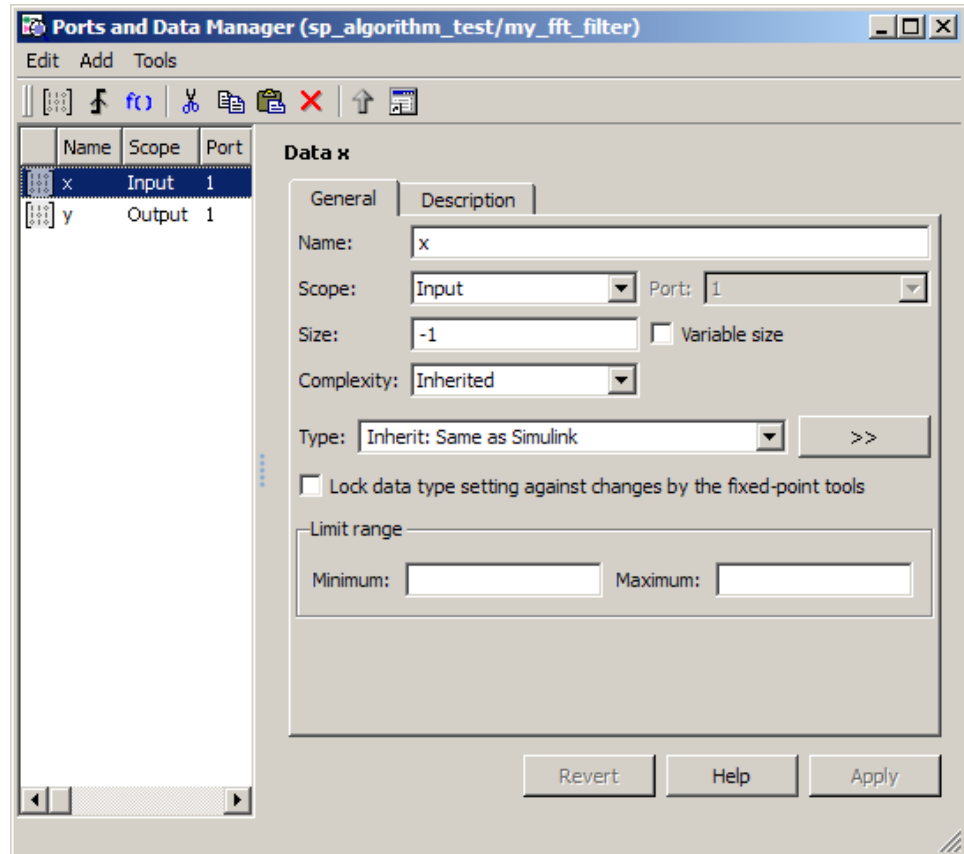 Ports and Data Manager (sp_algorithm_test/my_fft_filter)
Edit Add Tools
f()
Name Scope Port
x Input 1
y Output 1
Data x
General Description
Name: x
Scope: Input Port: 1
Size: -1 Variable size
Complexity: Inherited
Type: Inherit: Same as Simulink >>
Lock data type setting against changes by the fixed-point tools
Limit range
Minimum: Maximum:
Revert Help Apply